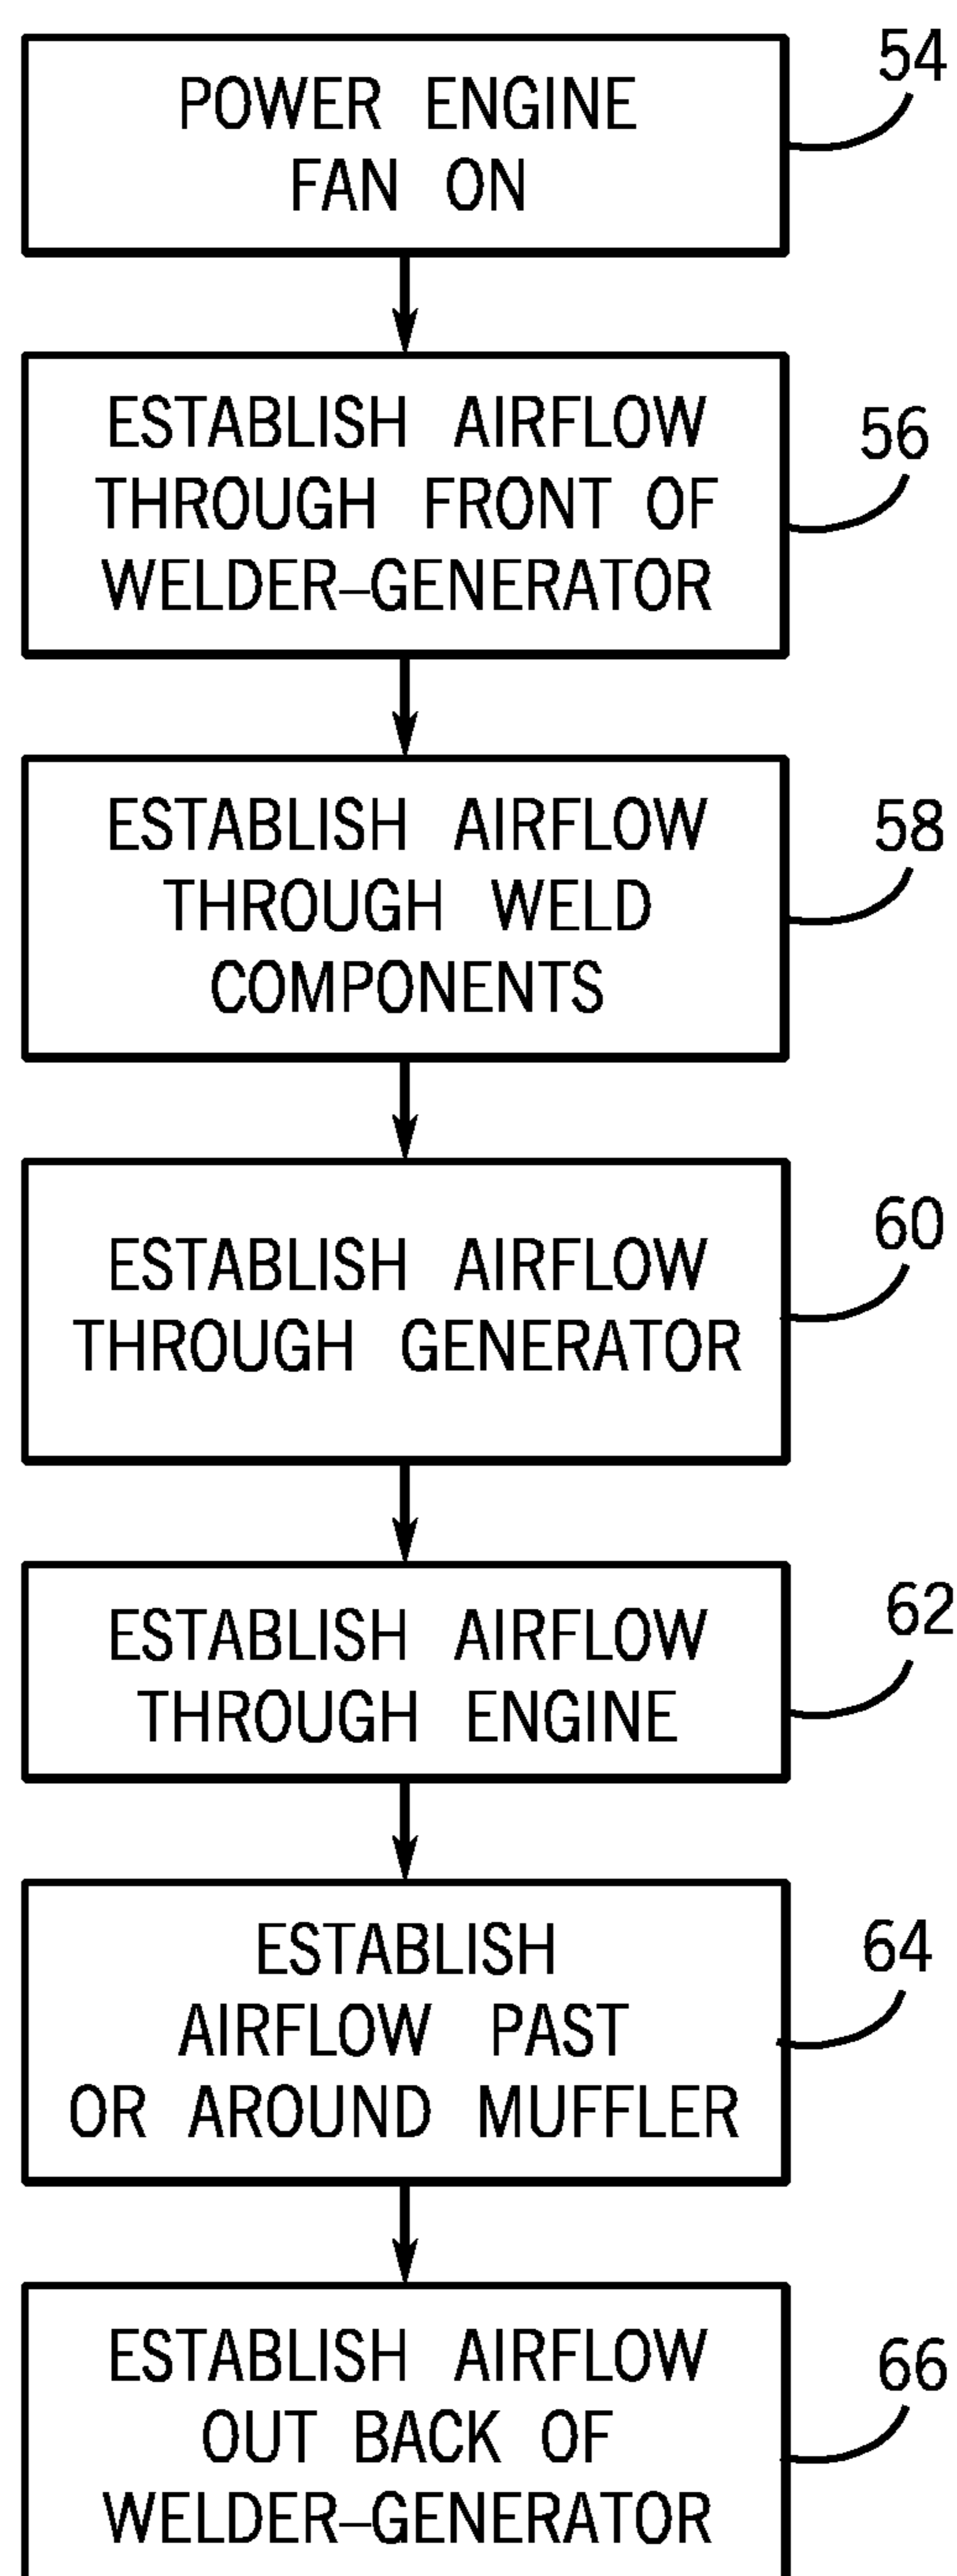 54
POWER ENGINE
FAN ON
56
ESTABLISH AIRFLOW
THROUGH FRONT OF
WELDER–GENERATOR
58
ESTABLISH AIRFLOW
THROUGH WELD
COMPONENTS
60
ESTABLISH AIRFLOW
THROUGH GENERATOR
62
ESTABLISH AIRFLOW
THROUGH ENGINE
64
ESTABLISH
AIRFLOW PAST
OR AROUND MUFFLER
66
ESTABLISH AIRFLOW
OUT BACK OF
WELDER–GENERATOR